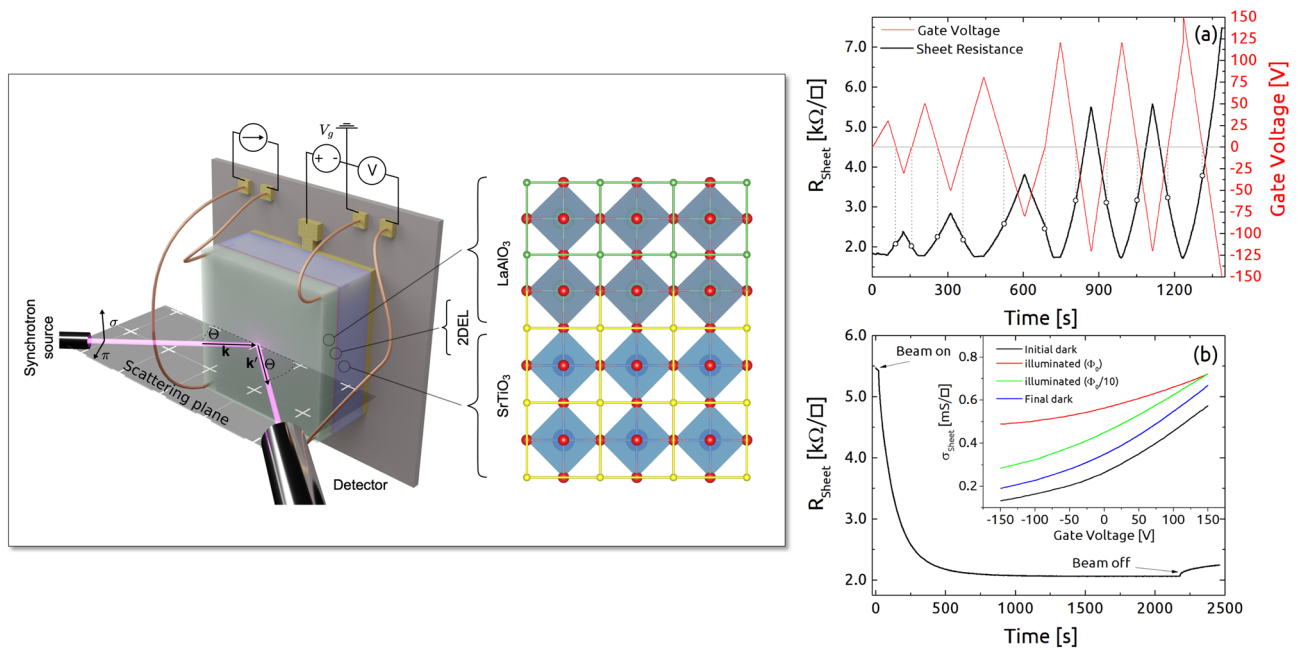 V_g
+ -
V
Synchrotron
source
σ
π
Θ
k
k'
Θ
Scattering plane
Detector
LaAlO₃
2DEL
SrTiO₃
(a)
Gate Voltage
Sheet Resistance
7.0
6.0
5.0
4.0
3.0
2.0
R_Sheet [kΩ/□]
150
125
100
75
50
25
0
-25
-50
-75
-100
-125
-150
Gate Voltage [V]
0 300 600 900 1200
Time [s]
(b)
6.0
5.0
4.0
3.0
2.0
R_Sheet [kΩ/□]
Beam on
Beam off
0 500 1000 1500 2000 2500
Time [s]
Initial dark
illuminated (Φ₀)
illuminated (Φ₀/10)
Final dark
0.8
0.6
0.4
0.2
σ_Sheet [mS/□]
-150 -100 -50 0 50 100 150
Gate Voltage [V]